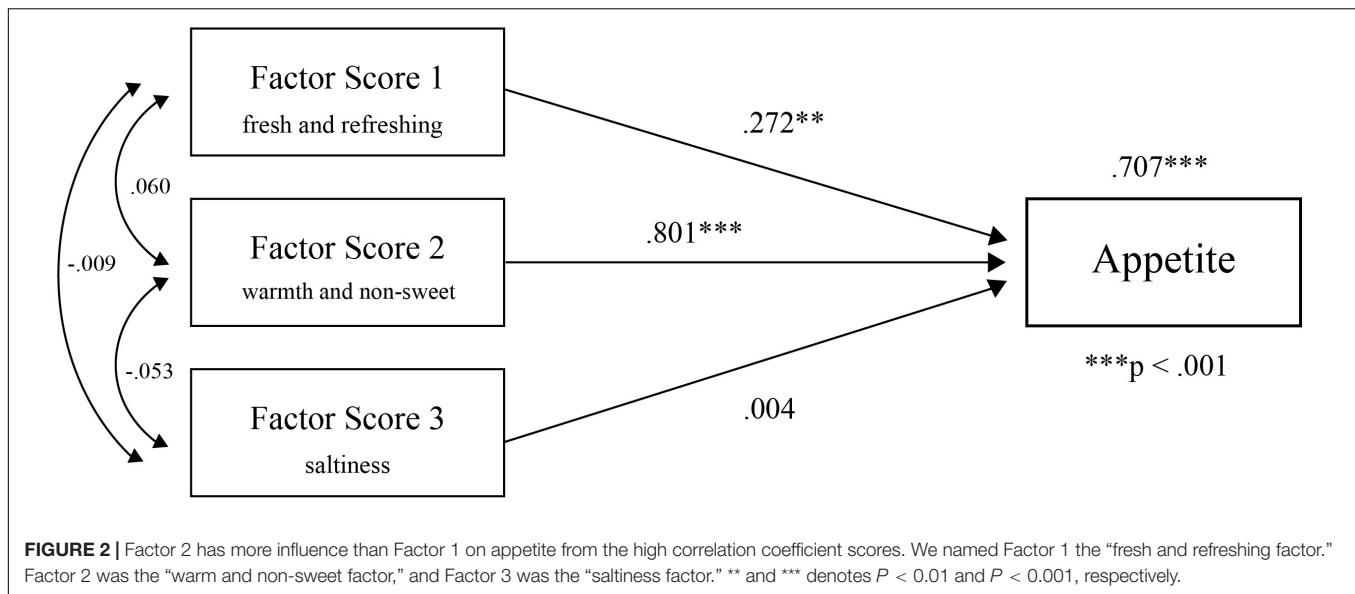 Factor Score 1
fresh and refreshing
.272**
.707***
.060
Factor Score 2
warmth and non-sweet
.801***
Appetite
-.009
-.053
***p < .001
Factor Score 3
saltiness
.004
FIGURE 2 | Factor 2 has more influence than Factor 1 on appetite from the high correlation coefficient scores. We named Factor 1 the “fresh and refreshing factor.”
Factor 2 was the “warm and non-sweet factor,” and Factor 3 was the “saltiness factor.” ** and *** denotes P < 0.01 and P < 0.001, respectively.